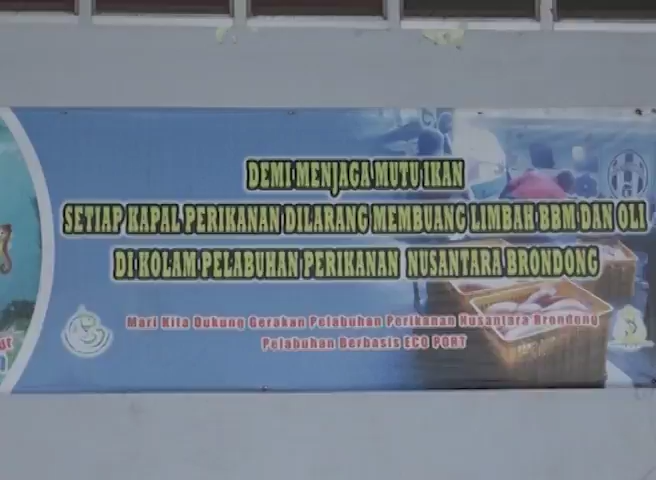 DEMI MENJAGA MUTU IKAN
SETIAP KAPAL PERIKANAN DILARANG MEMBUANG LIMBAH BBM DAN OLI
DI KOLAM PELABUHAN PERIKANAN NUSANTARA BRONDONG
Mari Kita Dukung Gerakan Pelabuhan Perikanan Nusantara Brondong
Pelabuhan Berbasis ECO PORT